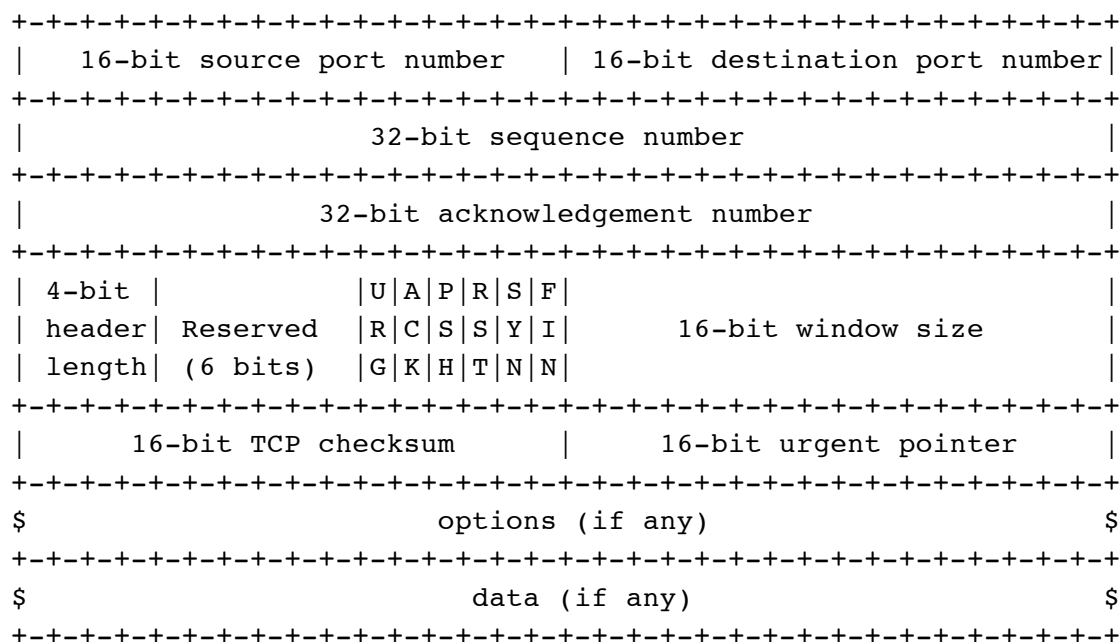 +-+-+-+-+-+-+-+-+-+-+-+-+-+-+-+-+-+-+-+-+-+-+-+-+-+-+-+-+-+-+-+-+
|   16-bit source port number   | 16-bit destination port number|
+-+-+-+-+-+-+-+-+-+-+-+-+-+-+-+-+-+-+-+-+-+-+-+-+-+-+-+-+-+-+-+-+
|                    32-bit sequence number                     |
+-+-+-+-+-+-+-+-+-+-+-+-+-+-+-+-+-+-+-+-+-+-+-+-+-+-+-+-+-+-+-+-+
|                 32-bit acknowledgement number                 |
+-+-+-+-+-+-+-+-+-+-+-+-+-+-+-+-+-+-+-+-+-+-+-+-+-+-+-+-+-+-+-+-+
| 4-bit |           |U|A|P|R|S|F|                               |
| header| Reserved  |R|C|S|S|Y|I|      16-bit window size       |
| length| (6 bits)  |G|K|H|T|N|N|                               |
+-+-+-+-+-+-+-+-+-+-+-+-+-+-+-+-+-+-+-+-+-+-+-+-+-+-+-+-+-+-+-+-+
|      16-bit TCP checksum      |     16-bit urgent pointer     |
+-+-+-+-+-+-+-+-+-+-+-+-+-+-+-+-+-+-+-+-+-+-+-+-+-+-+-+-+-+-+-+-+
$                        options (if any)                       $
+-+-+-+-+-+-+-+-+-+-+-+-+-+-+-+-+-+-+-+-+-+-+-+-+-+-+-+-+-+-+-+-+
$                          data (if any)                        $
+-+-+-+-+-+-+-+-+-+-+-+-+-+-+-+-+-+-+-+-+-+-+-+-+-+-+-+-+-+-+-+-+